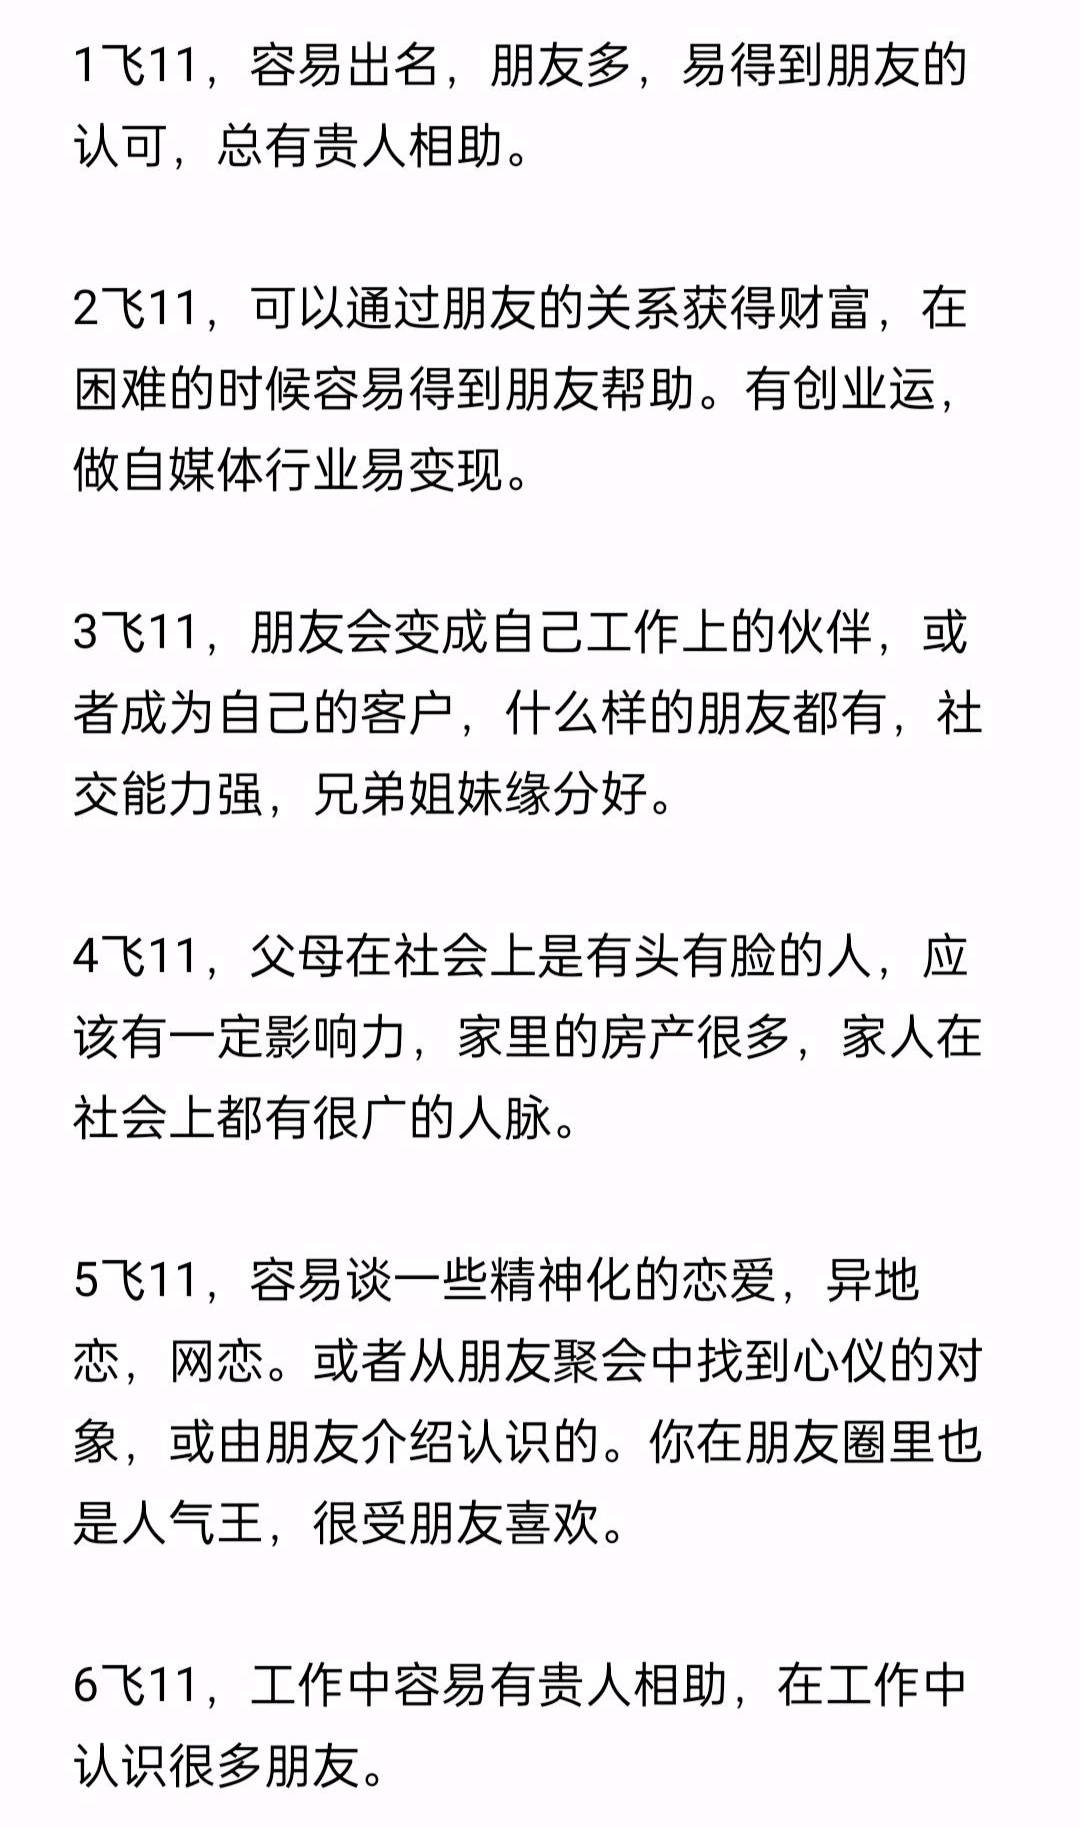 1飞11，容易出名，朋友多，易得到朋友的
认可，总有贵人相助。
2飞11，可以通过朋友的关系获得财富，在
困难的时候容易得到朋友帮助。有创业运，
做自媒体行业易变现。
3飞11，朋友会变成自己工作上的伙伴，或
者成为自己的客户，什么样的朋友都有，社
交能力强，兄弟姐妹缘分好。
4飞11，父母在社会上是有头有脸的人，应
该有一定影响力，家里的房产很多，家人在
社会上都有很广的人脉。
5飞11，容易谈一些精神化的恋爱，异地
恋，网恋。或者从朋友聚会中找到心仪的对
象，或由朋友介绍认识的。你在朋友圈里也
是人气王，很受朋友喜欢。
6飞11，工作中容易有贵人相助，在工作中
认识很多朋友。